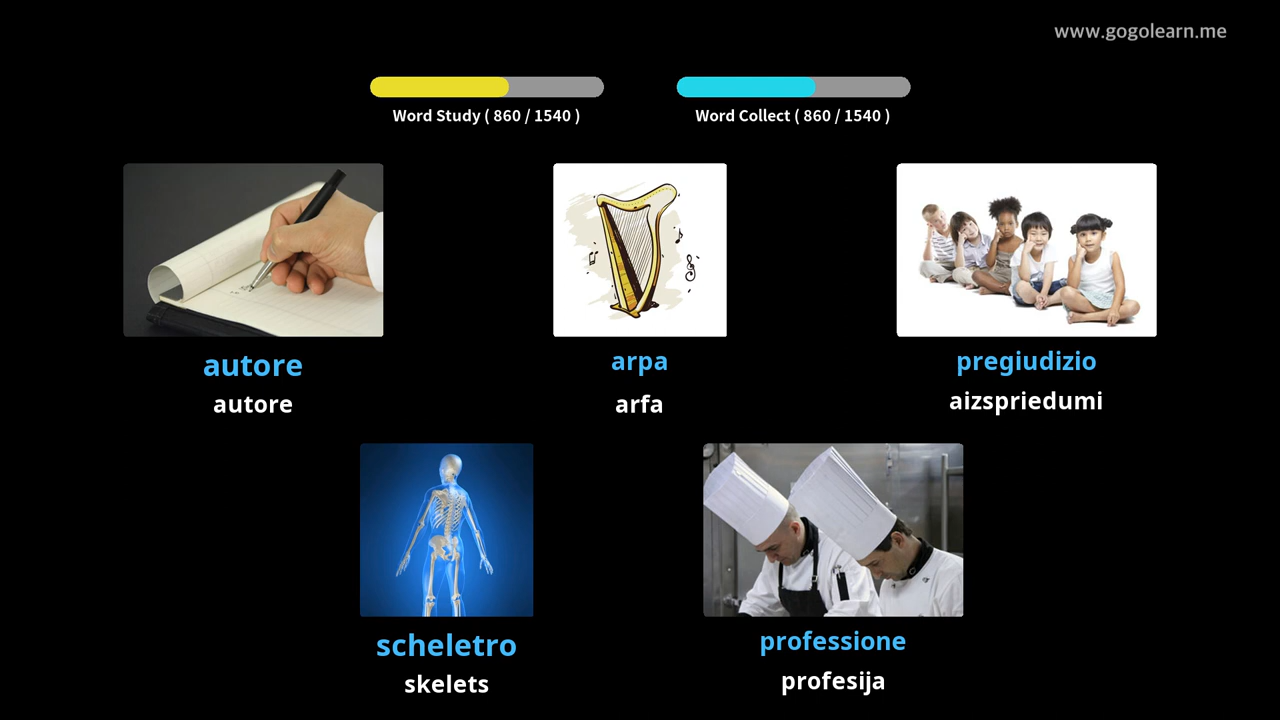 www.gogolearn.me
Word Study ( 860 / 1540 )
Word Collect ( 860 / 1540 )
autore
autore
arpa
arfa
pregiudizio
aizspriedumi
scheletro
skelets
professione
profesija